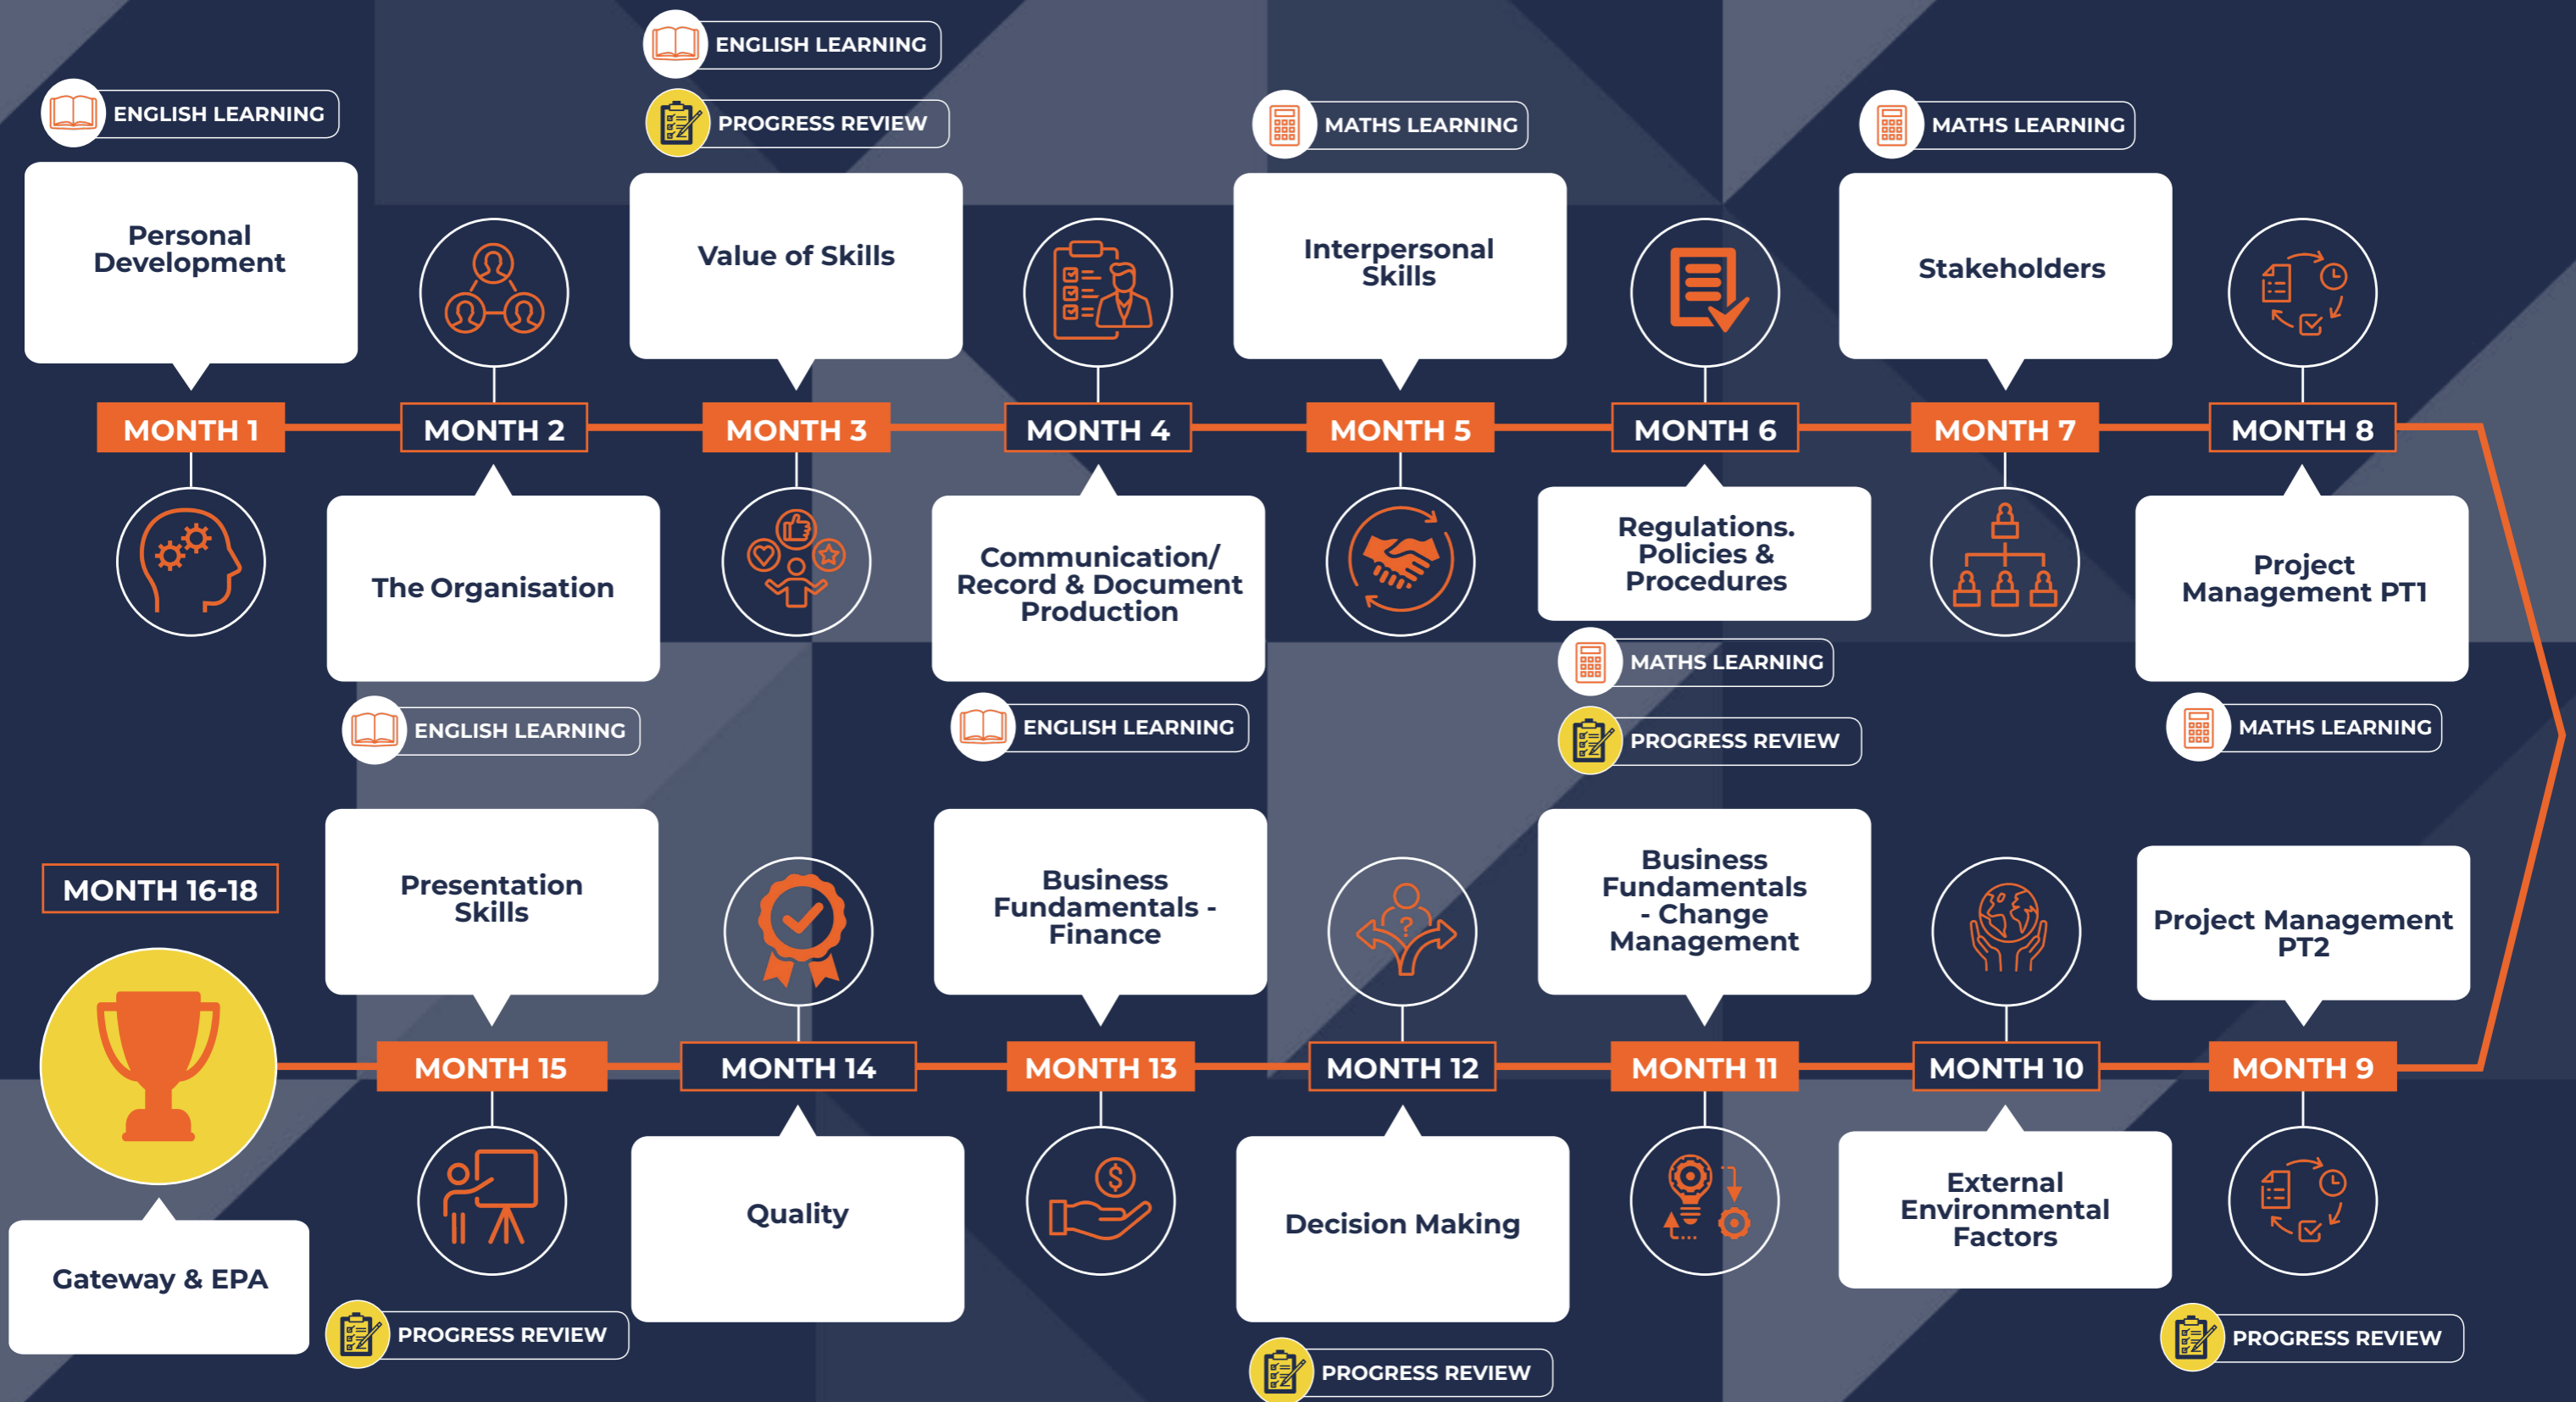 ENGLISH LEARNING
Personal
Development
MONTH 1
MONTH 2
The Organisation
ENGLISH LEARNING
ENGLISH LEARNING
PROGRESS REVIEW
Value of Skills
MONTH 3
MONTH 4
Communication/
Record & Document
Production
ENGLISH LEARNING
MATHS LEARNING
Interpersonal
Skills
MONTH 5
MONTH 6
Regulations.
Policies &
Procedures
MATHS LEARNING
PROGRESS REVIEW
MATHS LEARNING
Stakeholders
MONTH 7
MONTH 8
Project
Management PT1
MATHS LEARNING
Project Management
PT2
MONTH 9
PROGRESS REVIEW
MONTH 10
External
Environmental
Factors
Business
Fundamentals
- Change
Management
MONTH 11
?
MONTH 12
Decision Making
PROGRESS REVIEW
Business
Fundamentals -
Finance
MONTH 13
$
MONTH 14
Quality
Presentation
Skills
MONTH 15
PROGRESS REVIEW
MONTH 16-18
Gateway & EPA